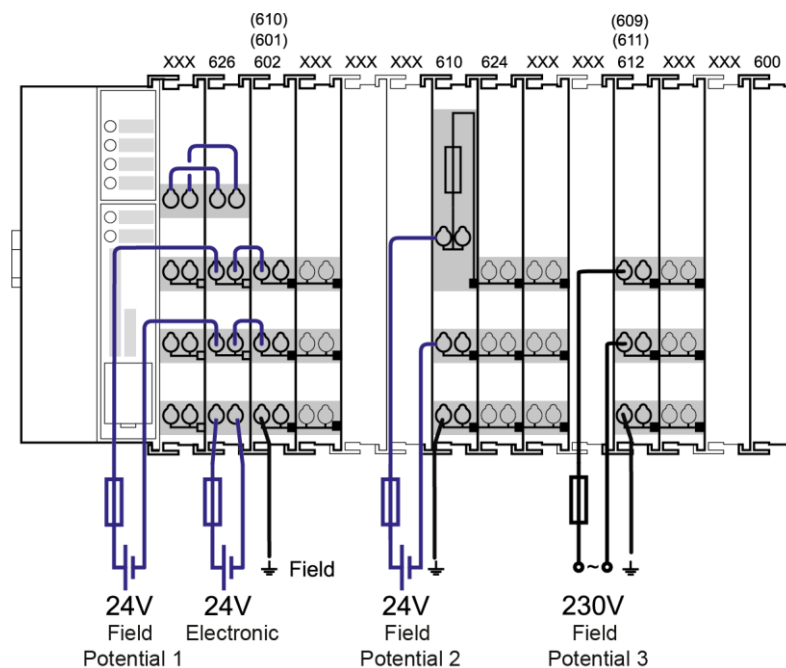 (610) (609)
(601) (611)
XXX 626 602 XXX XXX XXX 610 624 XXX XXX 612 XXX XXX 600
Field
~
24V 24V 24V 230V
Field Electronic Field Field
Potential 1 Potential 2 Potential 3